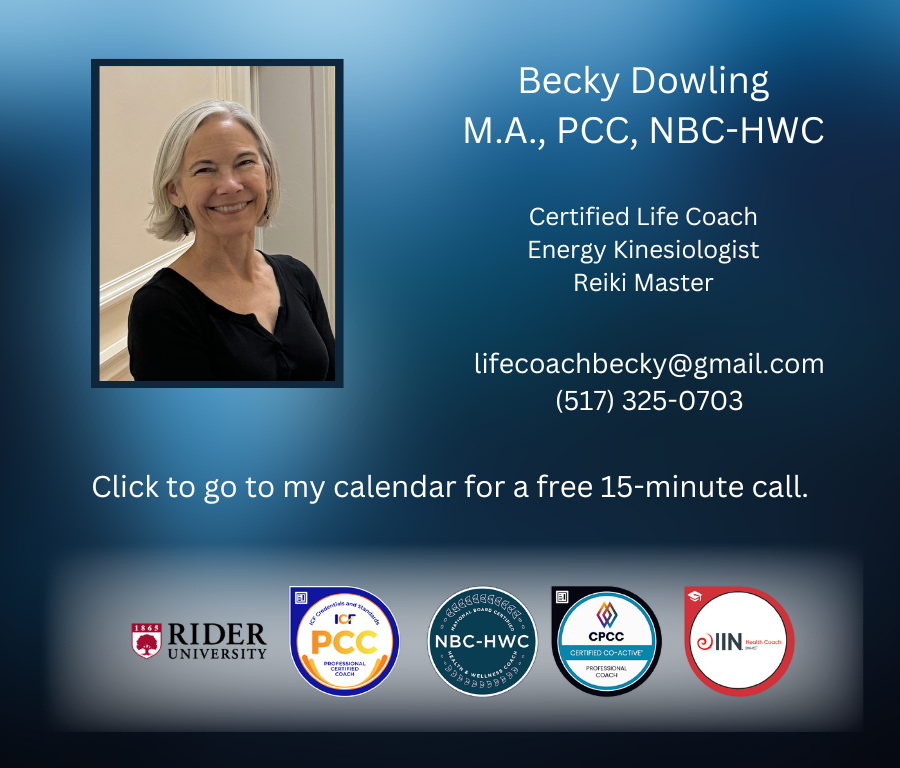 Becky Dowling
M.A., PCC, NBC-HWC
Certified Life Coach
Energy Kinesiologist
Reiki Master
lifecoachbecky@gmail.com
(517) 325-0703
Click to go to my calendar for a free 15-minute call.
1865
RIDER
UNIVERSITY
ICF Credentials and Standards
ICF
PCC
PROFESSIONAL
CERTIFIED
COACH
NATIONAL BOARD CERTIFIED
NBC-HWC
HEALTH & WELLNESS COACH
CPCC
CERTIFIED CO-ACTIVE
PROFESSIONAL
COACH
IIN
Health Coach